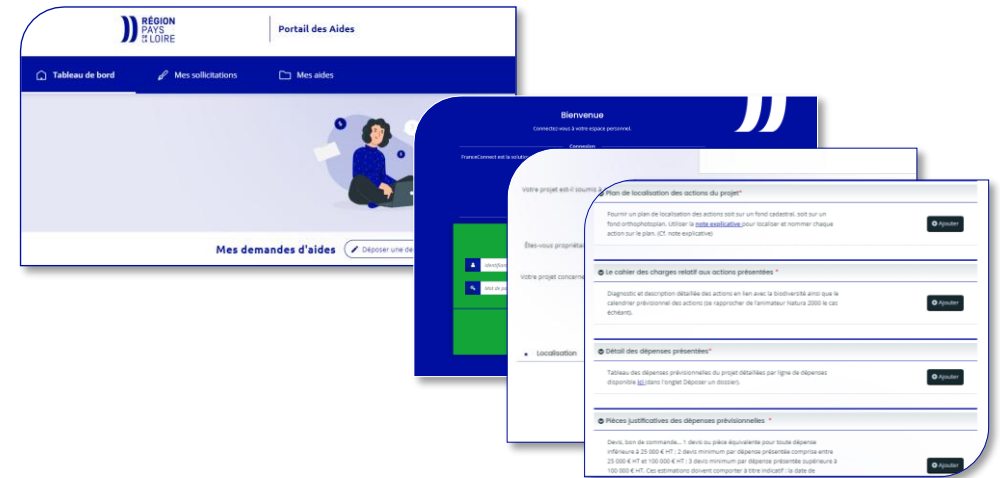 RÉGION
PAYS
DE LA LOIRE
Portail des Aides
Tableau de bord
Mes sollicitations
Mes aides
Mes demandes d'aides
Déposer une de
Bienvenue
Connectez-vous à votre espace personnel.
Connexion
FranceConnect est la solution
Identifian
Mot de pa
Votre projet est-il soumis à
Êtes-vous propriétai
Votre projet concerne
Localisation
Plan de localisation des actions du projet*
Fournir un plan de localisation des actions soit sur un fond cadastral, soit sur un
fond orthophotoplan. Utiliser la note explicative pour localiser et nommer chaque
action sur le plan. (Cf. note explicative)
Ajouter
Le cahier des charges relatif aux actions présentées *
Diagnostic et description détaillée des actions en lien avec la biodiversité ainsi que le
calendrier prévisionnel des actions (se rapprocher de l'animateur Natura 2000 le cas
échéant).
Ajouter
Détail des dépenses présentées*
Tableau des dépenses prévisionnelles du projet détaillées par ligne de dépenses
disponible ici (dans l'onglet Déposer un dossier).
Ajouter
Pièces justificatives des dépenses prévisionnelles *
Devis, bon de commande... 1 devis ou pièce équivalente pour toute dépense
inférieure à 25 000 € HT ; 2 devis minimum par dépense présentée comprise entre
25 000 € HT et 100 000 € HT ; 3 devis minimum par dépense présentée supérieure à
100 000 € HT. Ces estimations doivent comporter à titre indicatif : la date de
Ajouter